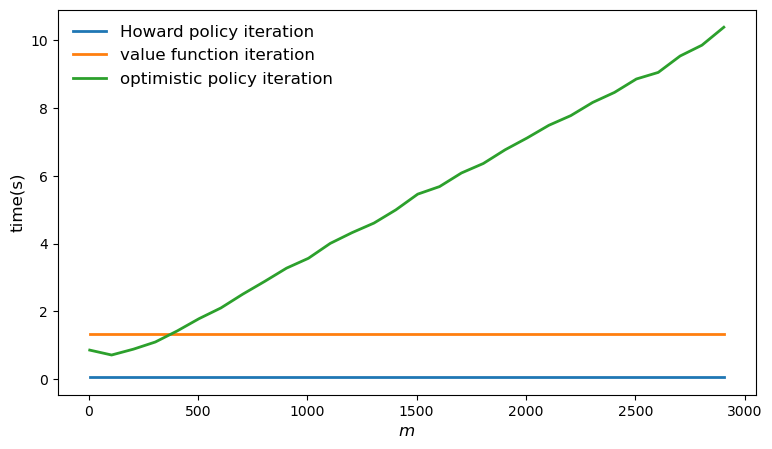 Howard policy iteration
value function iteration
optimistic policy iteration
10
8
6
4
2
0
time(s)
0 500 1000 1500 2000 2500 3000
m